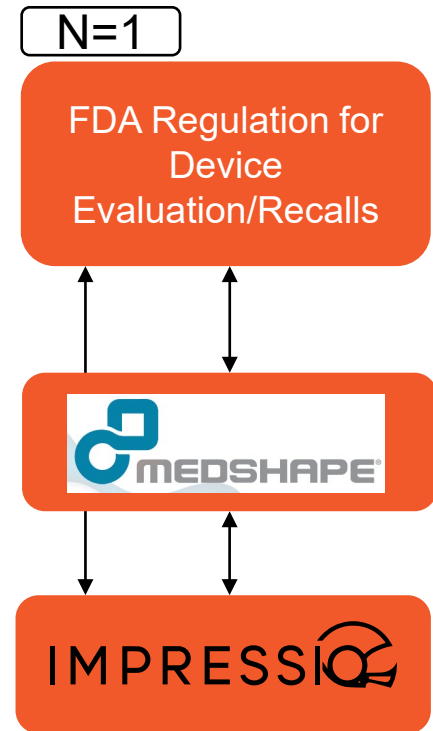 N=1
FDA Regulation for
Device
Evaluation/Recalls
MEDSHAPE®
IMPRESSIO